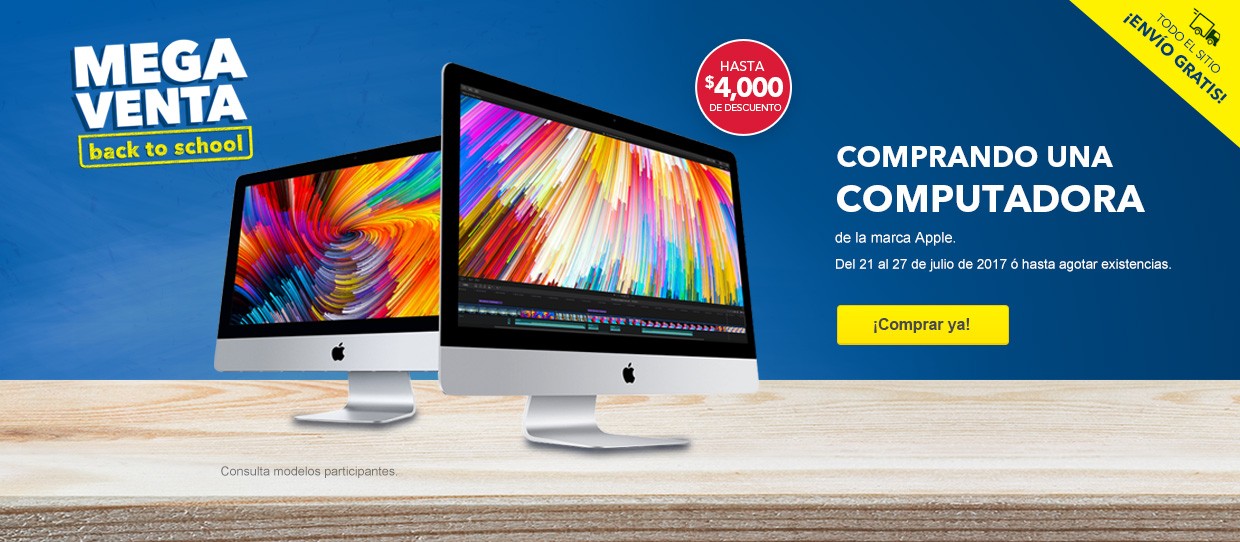 MEGA
VENTA
back to school
HASTA
$4,000
DE DESCUENTO
TODO EL SITIO
¡ENVÍO GRATIS!
COMPRANDO UNA
COMPUTADORA
de la marca Apple.
Del 21 al 27 de julio de 2017 ó hasta agotar existencias.
¡Comprar ya!
Consulta modelos participantes.